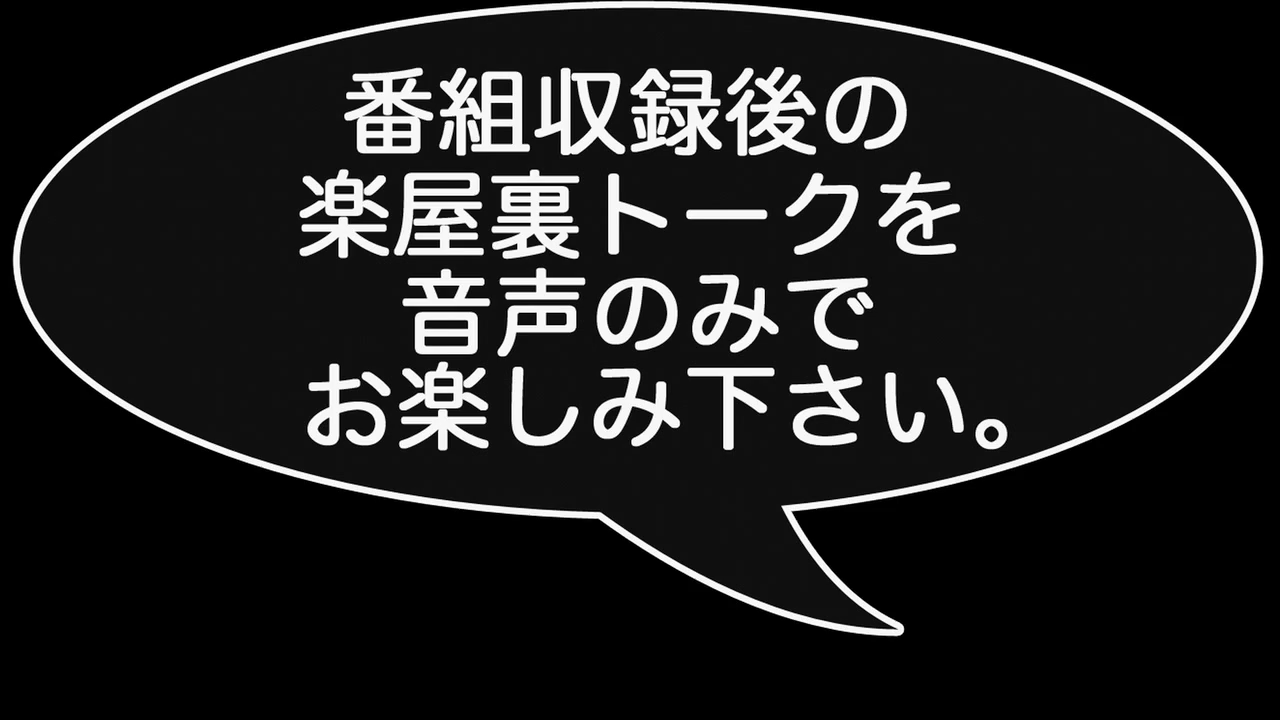 番組収録後の
楽屋裏トークを
音声のみで
お楽しみ下さい。